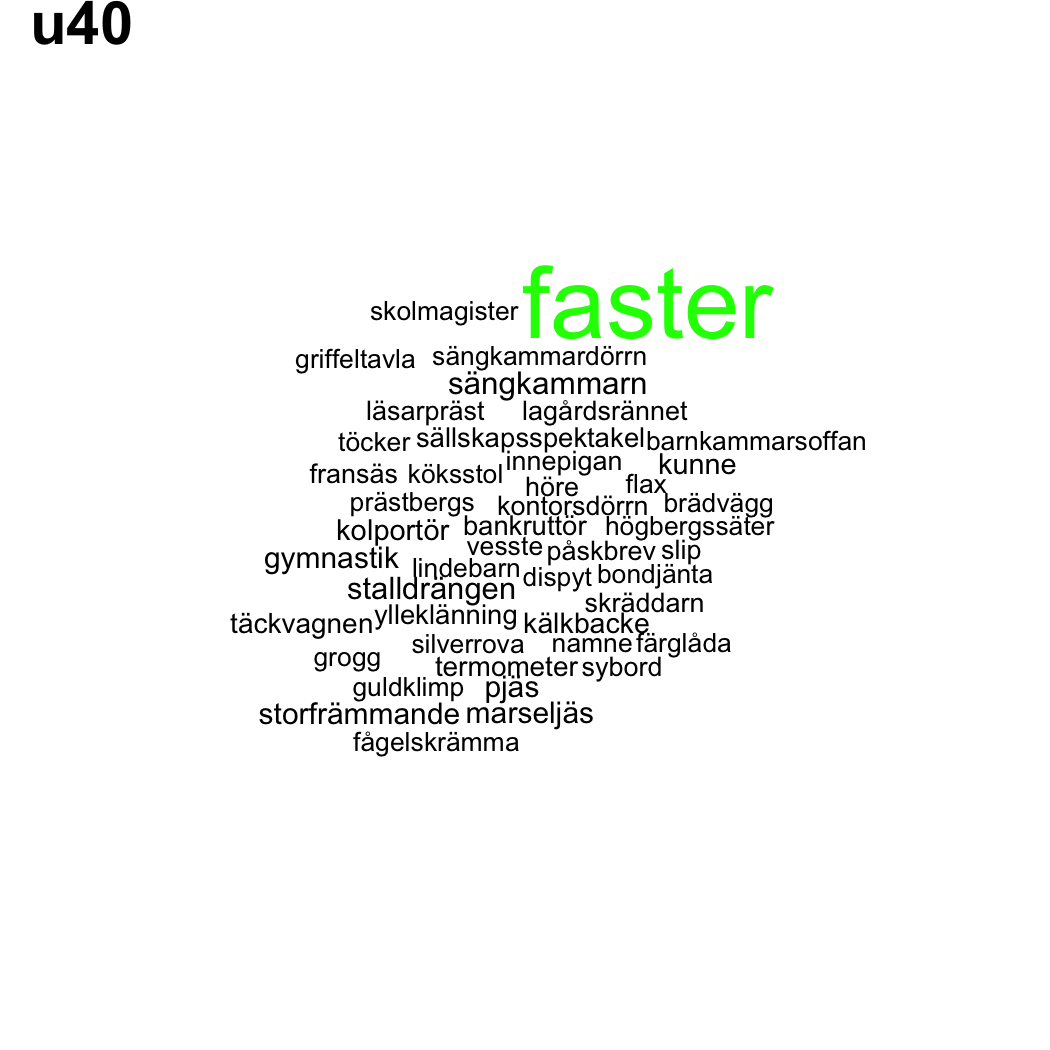 u40
faster
skolmagister
griffeltavla sängkammardörrn
sängkammarn
läsarpräst lagårdsrännet
töcker sällskapsspektakel barnkammarsoffan
fransäs köksstol innepigan kunne
höre flax
prästbergs kontorsdörrn brädvägg
kolportör bankruttör högbergssäter
gymnastik vesste påskbrev slip
lindebarn dispyt bondjänta
stalldrängen skräddarn
täckvagnen ylleklänning kälkbacke
silverrova namne färglåda
grogg termometer sybord
guldklimp pjäs
storfrämmande marseljäs
fågelskrämma